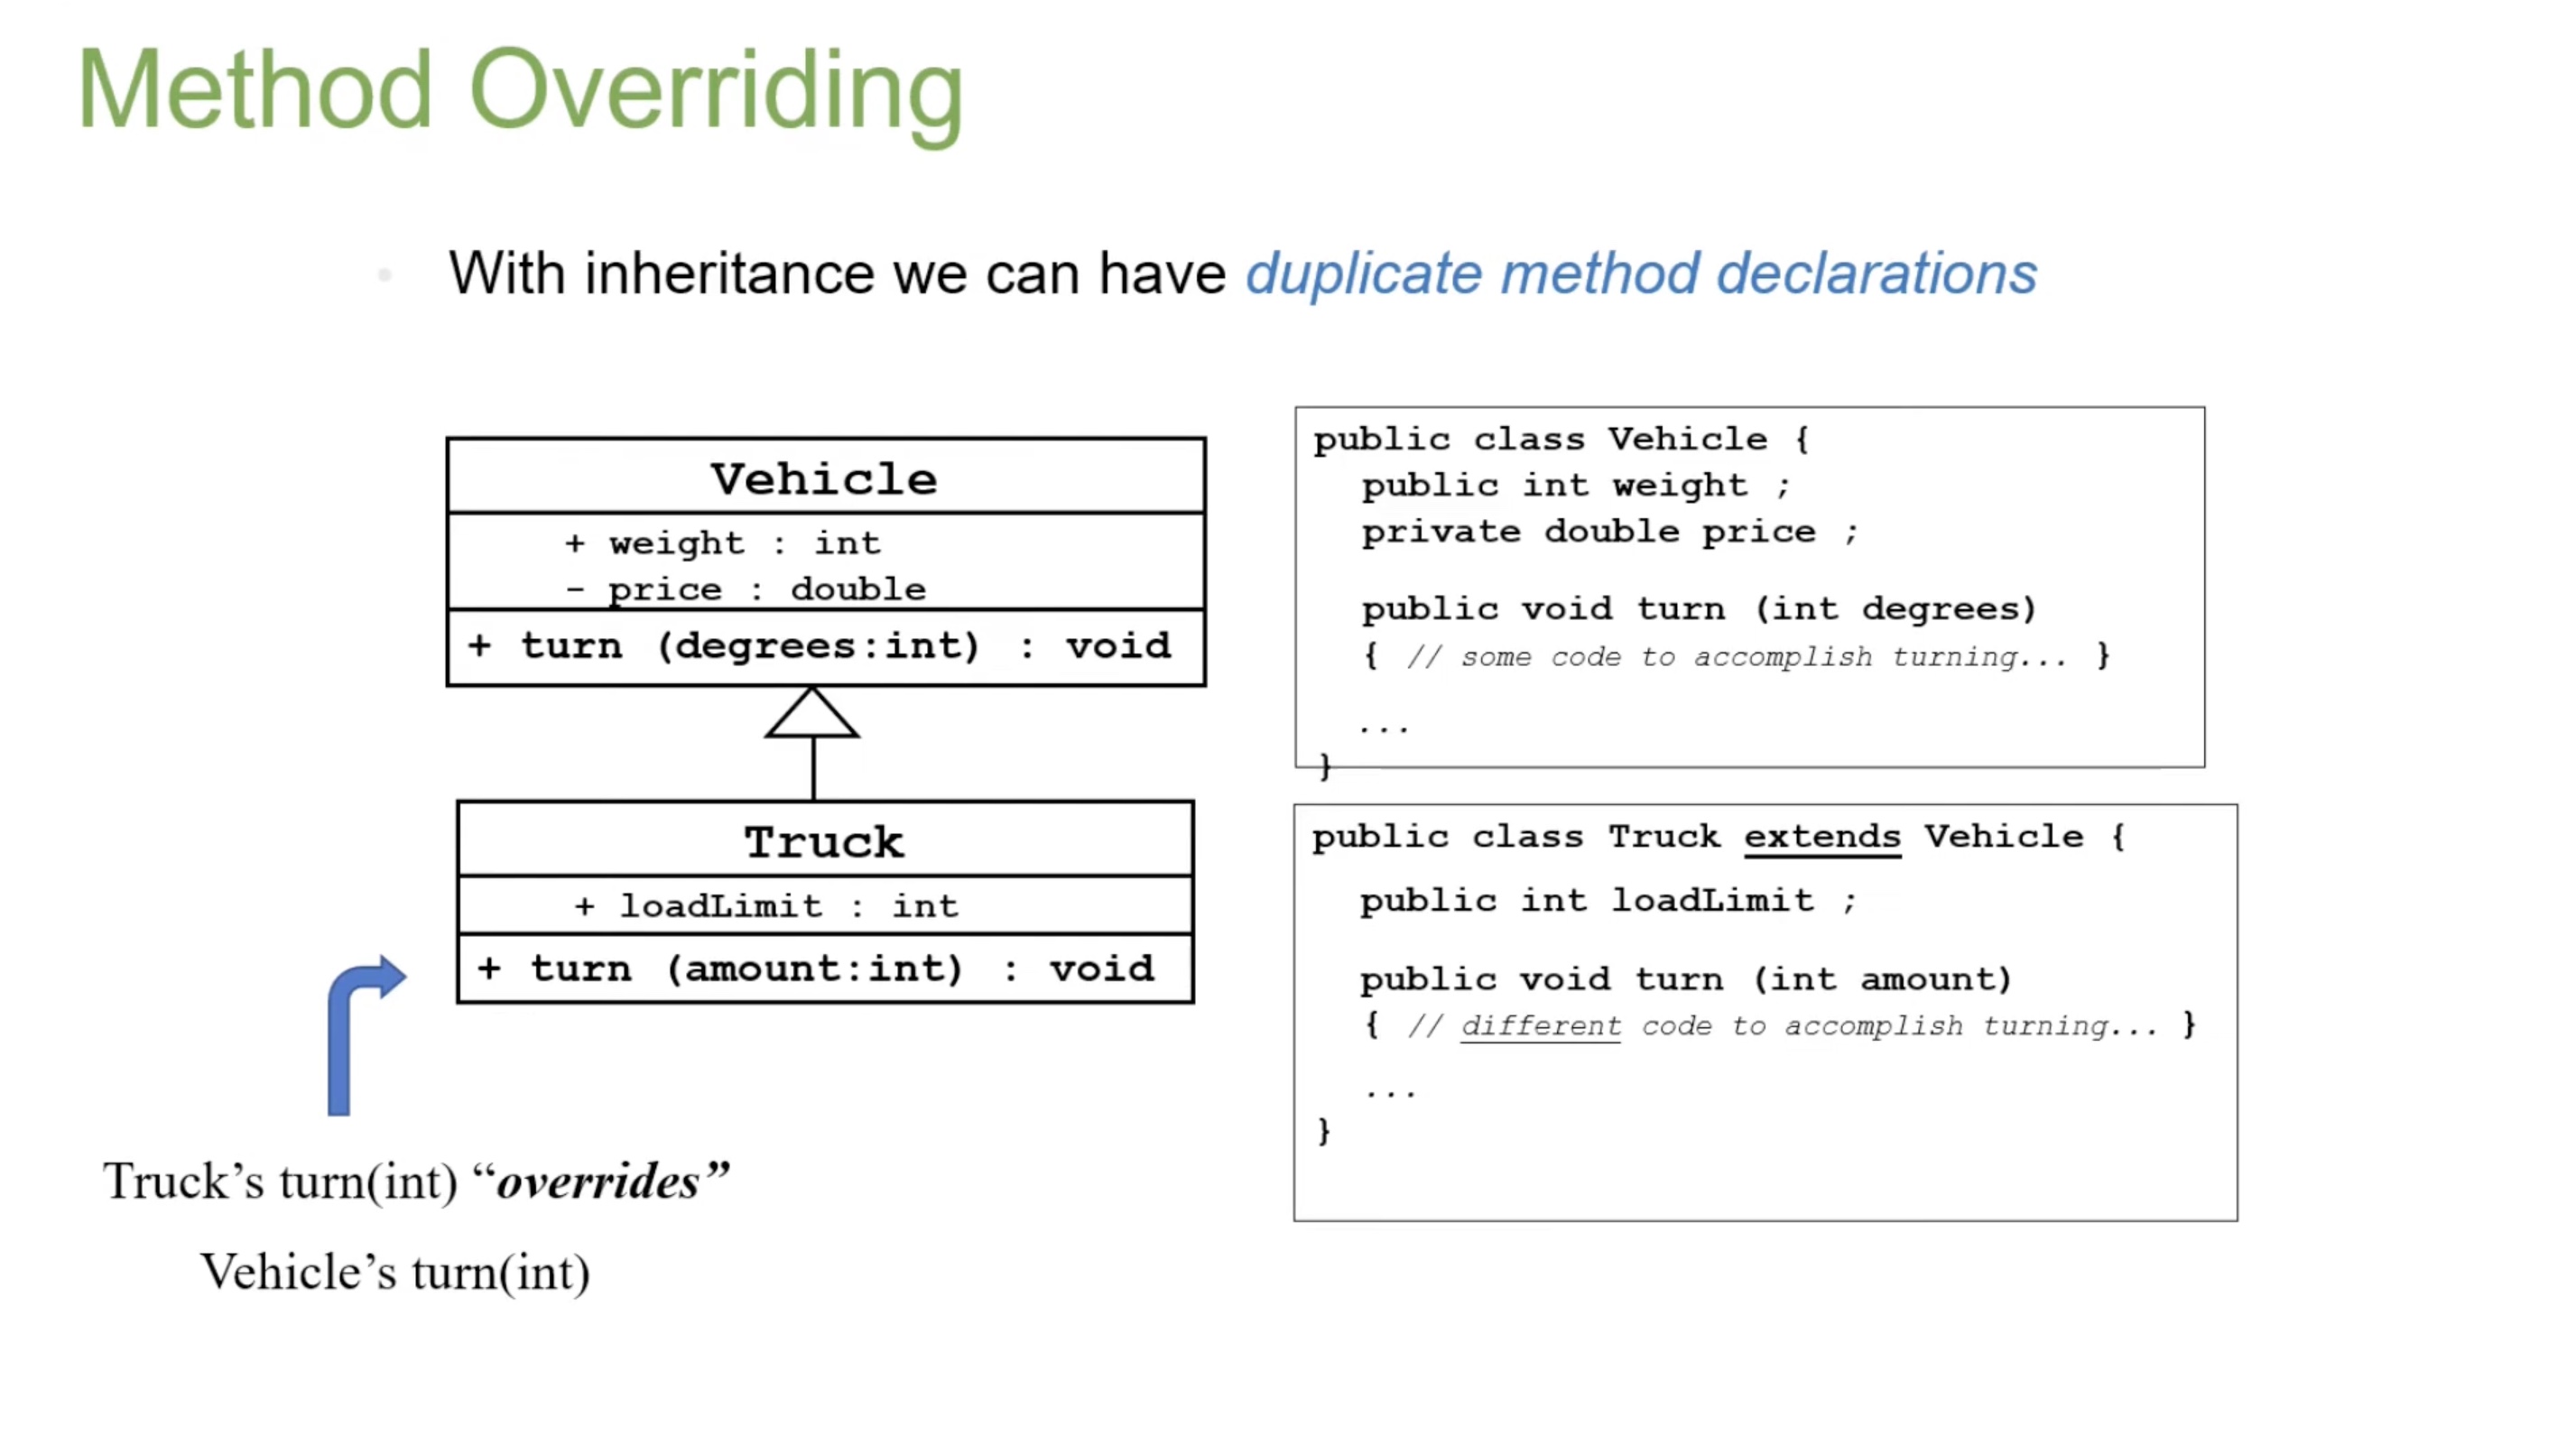 Method Overriding
• With inheritance we can have duplicate method declarations
Vehicle
+ weight : int
- price : double
+ turn (degrees:int) : void
Truck
+ loadLimit : int
+ turn (amount:int) : void
Truck’s turn(int) “overrides”
Vehicle’s turn(int)
public class Vehicle {
public int weight ;
private double price ;
public void turn (int degrees)
{ // some code to accomplish turning... }
...
}
public class Truck extends Vehicle {
public int loadLimit ;
public void turn (int amount)
{ // different code to accomplish turning... }
...
}